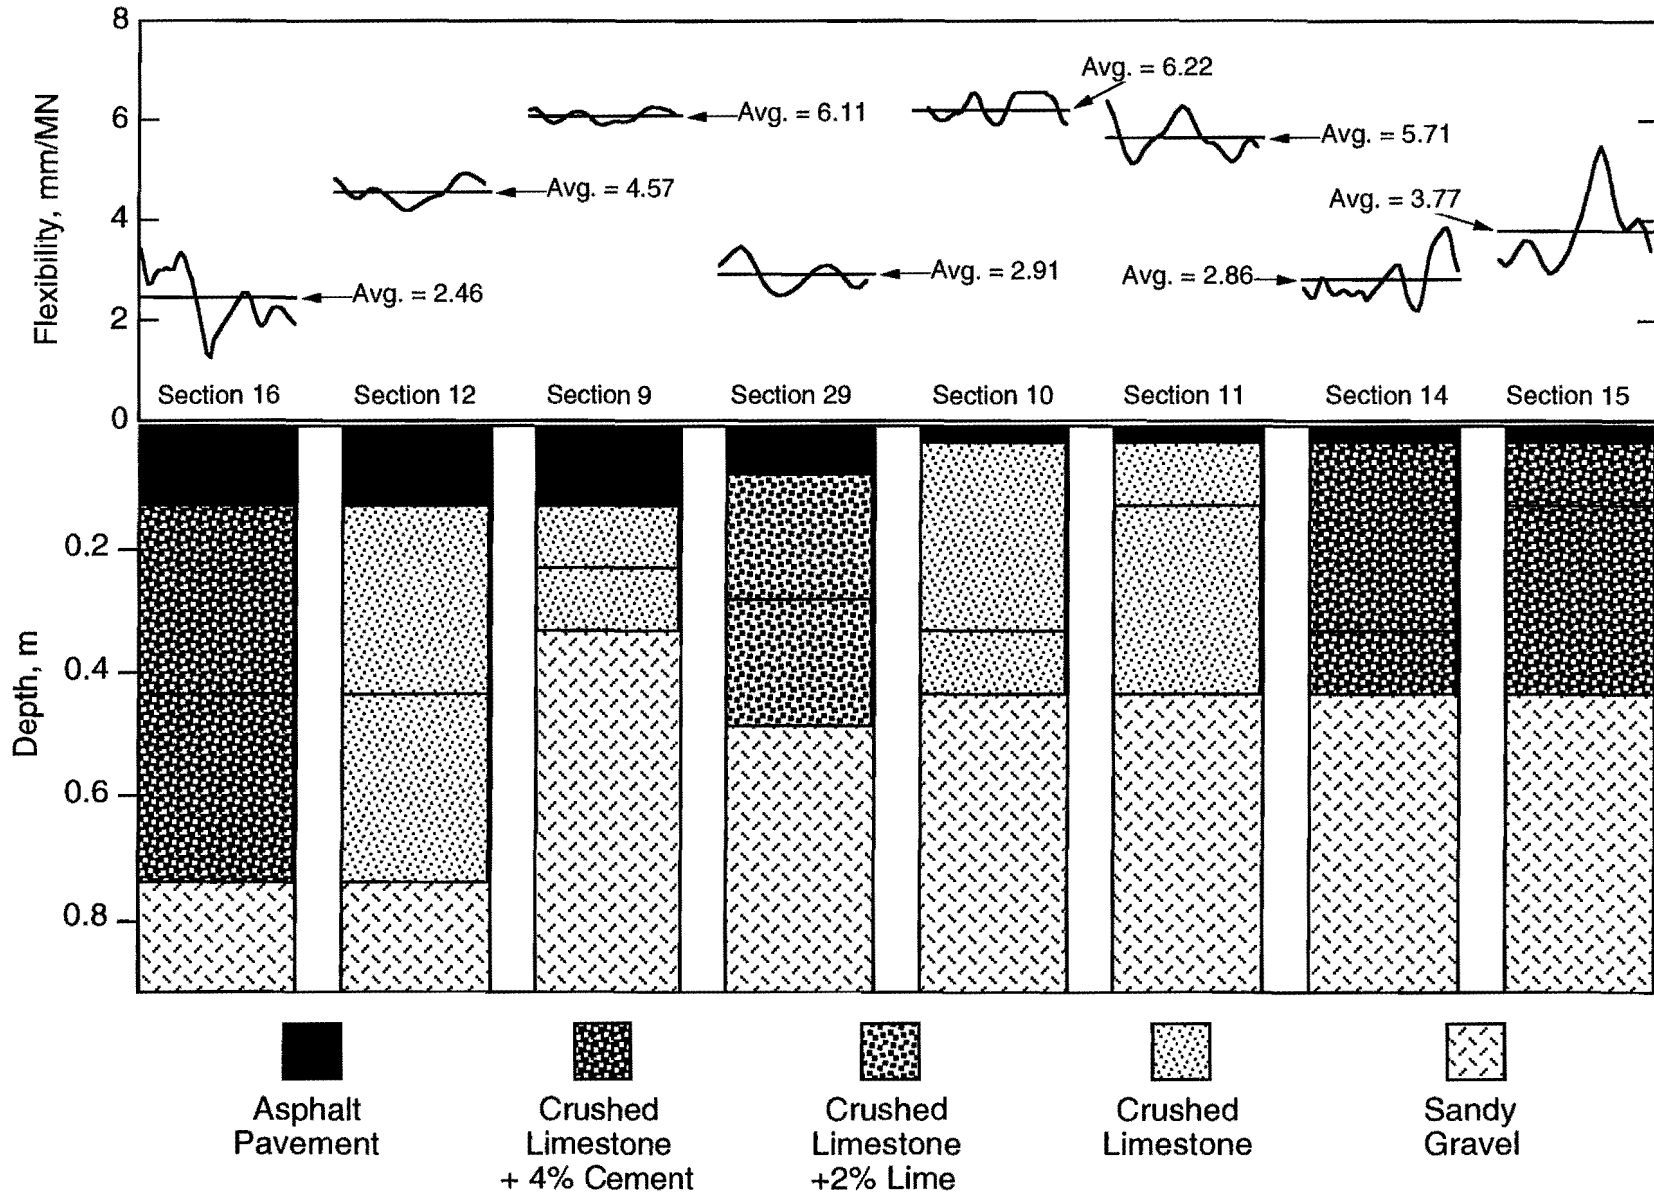 8
Avg. = 6.22
6
Avg. = 6.11
Avg. = 5.71
Avg. = 4.57
Avg. = 3.77
4
Avg. = 2.91
Avg. = 2.86
Avg. = 2.46
2
Flexibility, mm/MN
Section 16 Section 12 Section 9 Section 29 Section 10 Section 11 Section 14 Section 15
0
0.2
0.4
Depth, m
0.6
0.8
Asphalt
Pavement
Crushed
Limestone
+ 4% Cement
Crushed
Limestone
+2% Lime
Crushed
Limestone
Sandy
Gravel